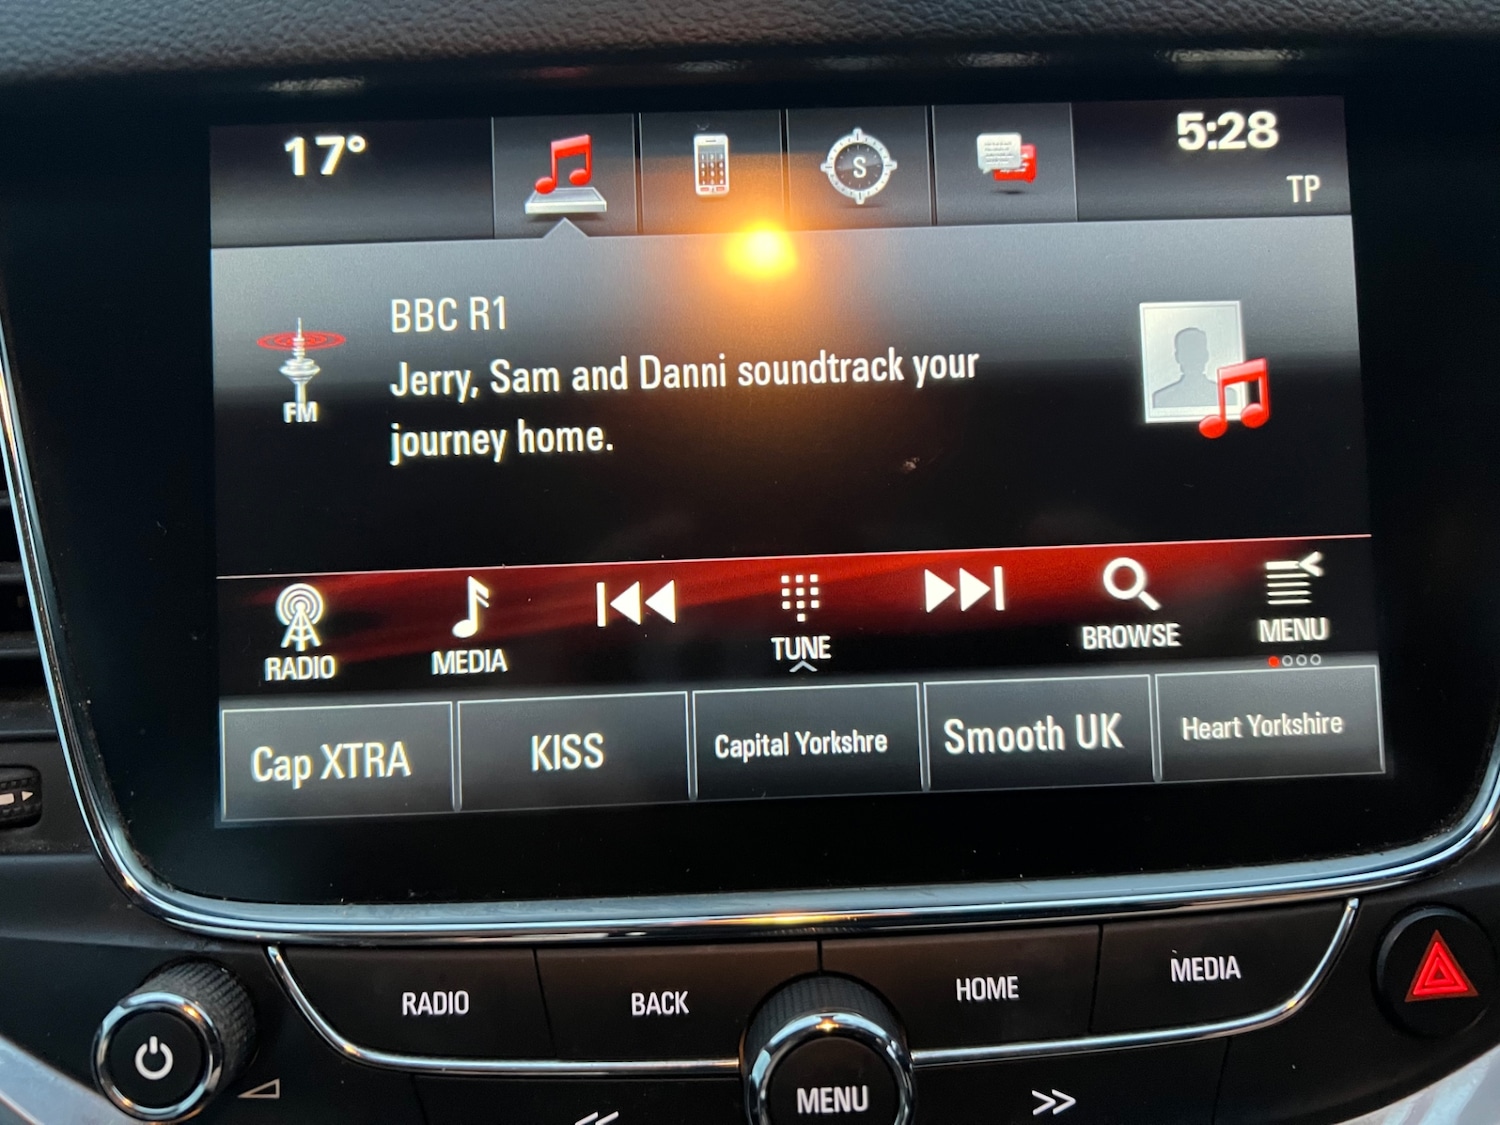 17°
S
5:28
TP
FM
BBC R1
Jerry, Sam and Danni soundtrack your
journey home.
RADIO
MEDIA
TUNE
BROWSE
MENU
Cap XTRA
KISS
Capital Yorkshre
Smooth UK
Heart Yorkshire
RADIO
BACK
HOME
MEDIA
MENU